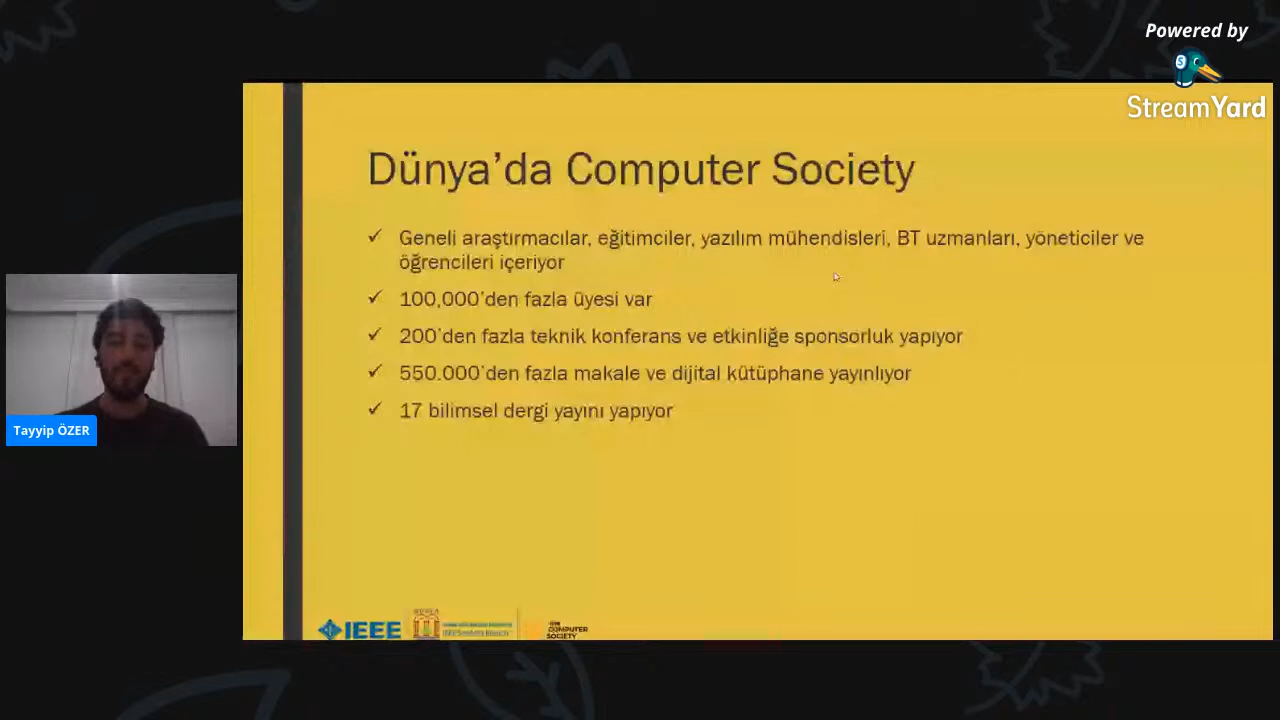 Powered by
StreamYard
Dünya’da Computer Society
✓ Geneli araştırmacılar, eğitimciler, yazılım mühendisleri, BT uzmanları, yöneticiler ve
öğrencileri içeriyor
✓ 100,000’den fazla üyesi var
✓ 200’den fazla teknik konferans ve etkinliğe sponsorluk yapıyor
✓ 550.000’den fazla makale ve dijital kütüphane yayınlıyor
✓ 17 bilimsel dergi yayını yapıyor
Tayyip ÖZER
IEEE
COMPUTER
SOCIETY